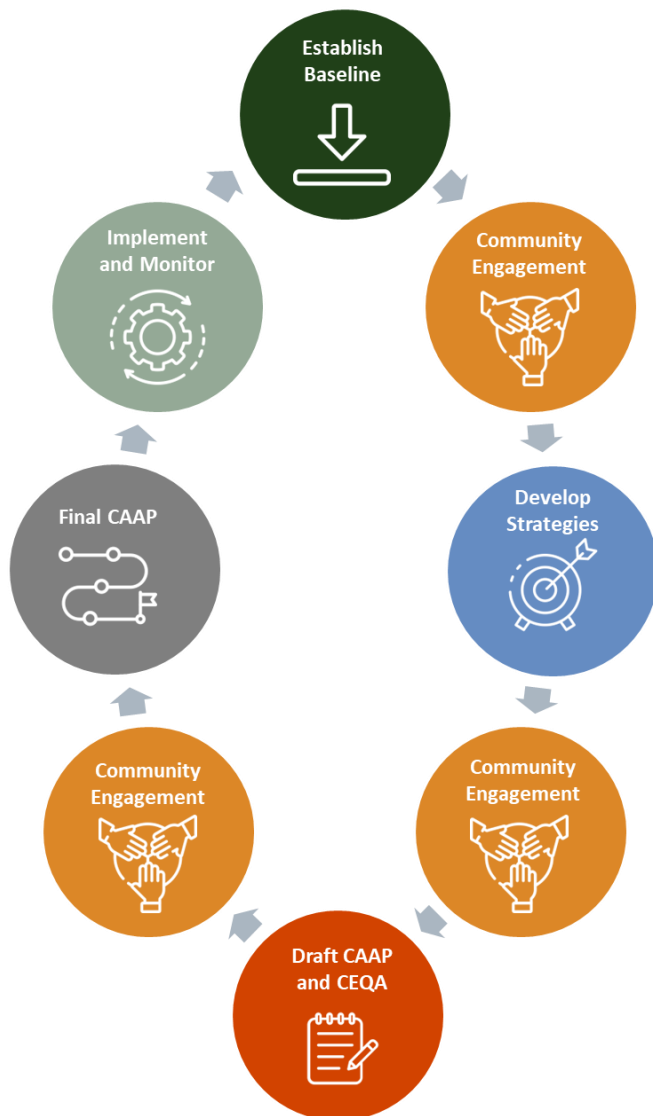 Establish
Baseline
Community
Engagement
Develop
Strategies
Community
Engagement
Draft CAAP
and CEQA
Community
Engagement
Final CAAP
Implement
and Monitor